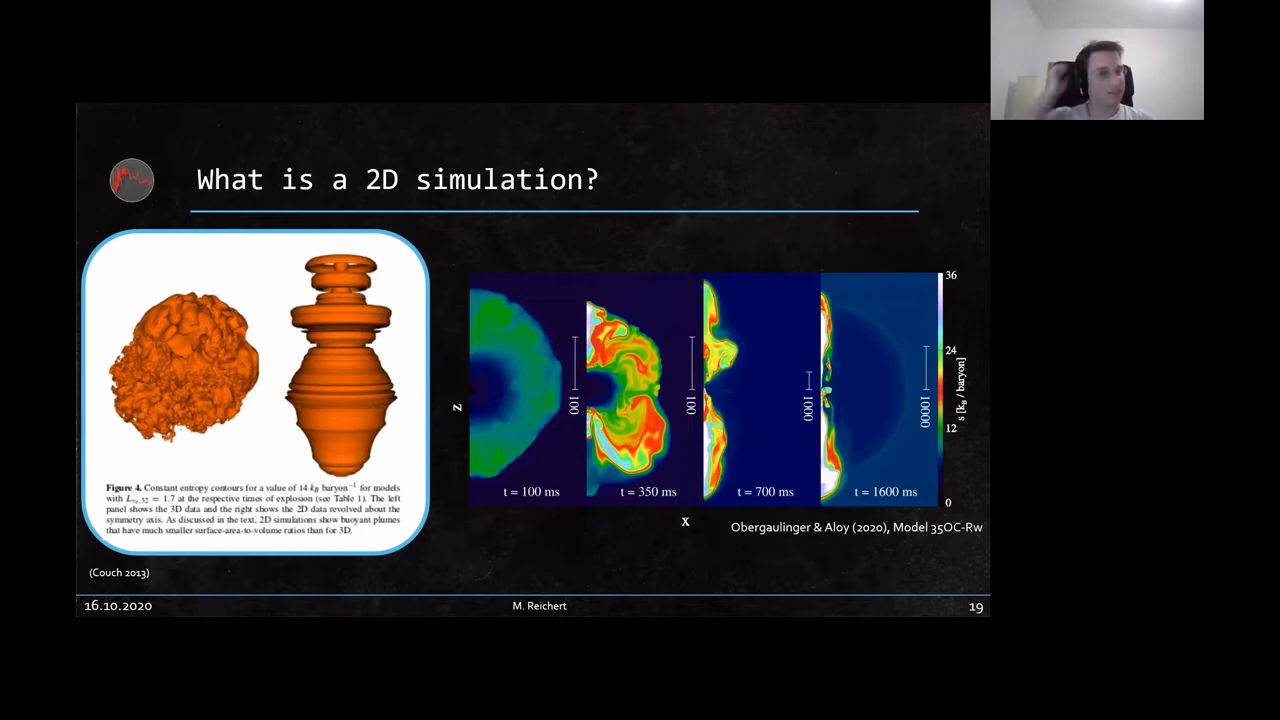 What is a 2D simulation?
Figure 4. Constant entropy contours for a value of 14 k_B baryon⁻¹ for models
with L_νe,52 = 1.7 at the respective times of explosion (see Table 1). The left
panel shows the 3D data and the right shows the 2D data revolved about the
symmetry axis. As discussed in the text, 2D simulations show buoyant plumes
that have much smaller surface-area-to-volume ratios than for 3D.
(Couch 2013)
z
100
100
1000
10000
t = 100 ms
t = 350 ms
t = 700 ms
t = 1600 ms
36
24
12
0
s [k_B / baryon]
x
Obergaulinger & Aloy (2020), Model 35OC-Rw
16.10.2020
M. Reichert
19